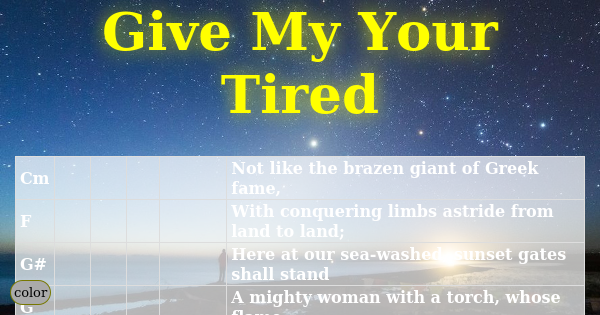 Give My Your
Tired
Cm
Not like the brazen giant of Greek
fame,
F
With conquering limbs astride from
land to land;
G#
Here at our sea-washed, sunset gates
shall stand
color
G
A mighty woman with a torch, whose
flame